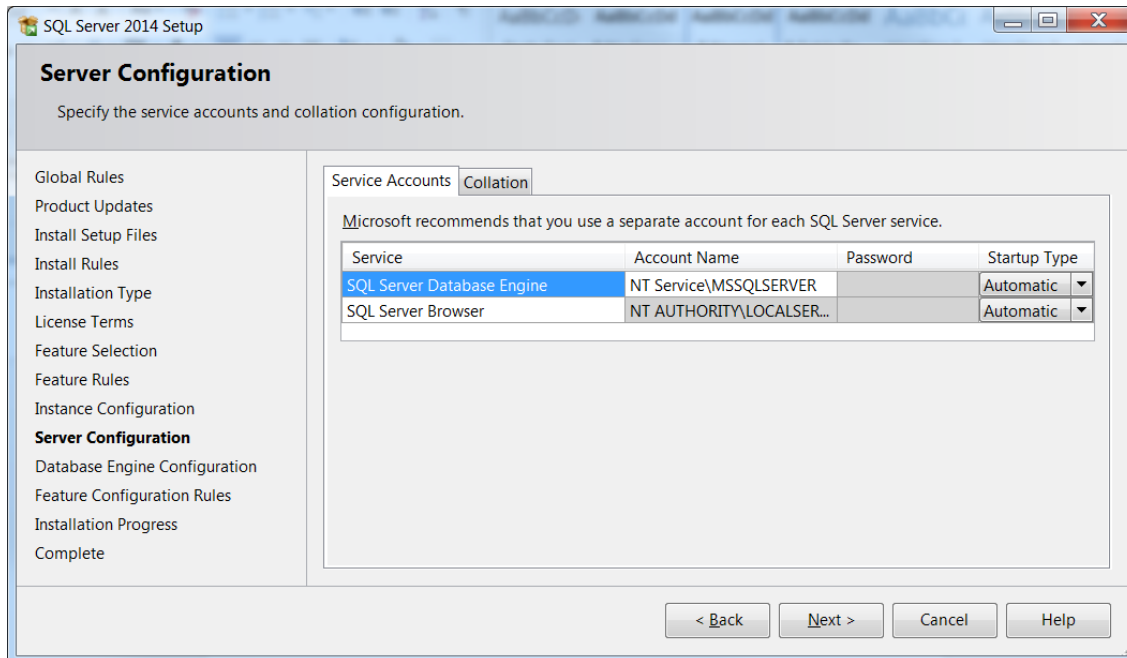 SQL Server 2014 Setup
Server Configuration
Specify the service accounts and collation configuration.
Global Rules
Product Updates
Install Setup Files
Install Rules
Installation Type
License Terms
Feature Selection
Feature Rules
Instance Configuration
Server Configuration
Database Engine Configuration
Feature Configuration Rules
Installation Progress
Complete
Service Accounts Collation
Microsoft recommends that you use a separate account for each SQL Server service.
Service Account Name Password Startup Type
SQL Server Database Engine NT Service\MSSQLSERVER Automatic
SQL Server Browser NT AUTHORITY\LOCALSER... Automatic
< Back Next > Cancel Help